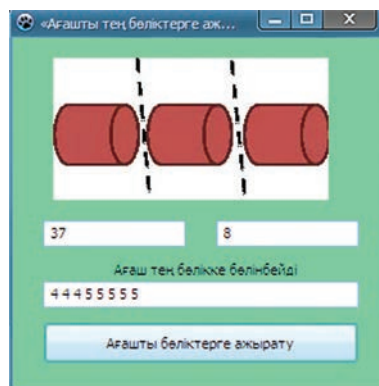 «Ағашты тең бөліктерге аж...
37 8
Ағаш тең бөлікке бөлінбейді
4 4 4 5 5 5 5 5
Ағашты бөліктерге ажырату